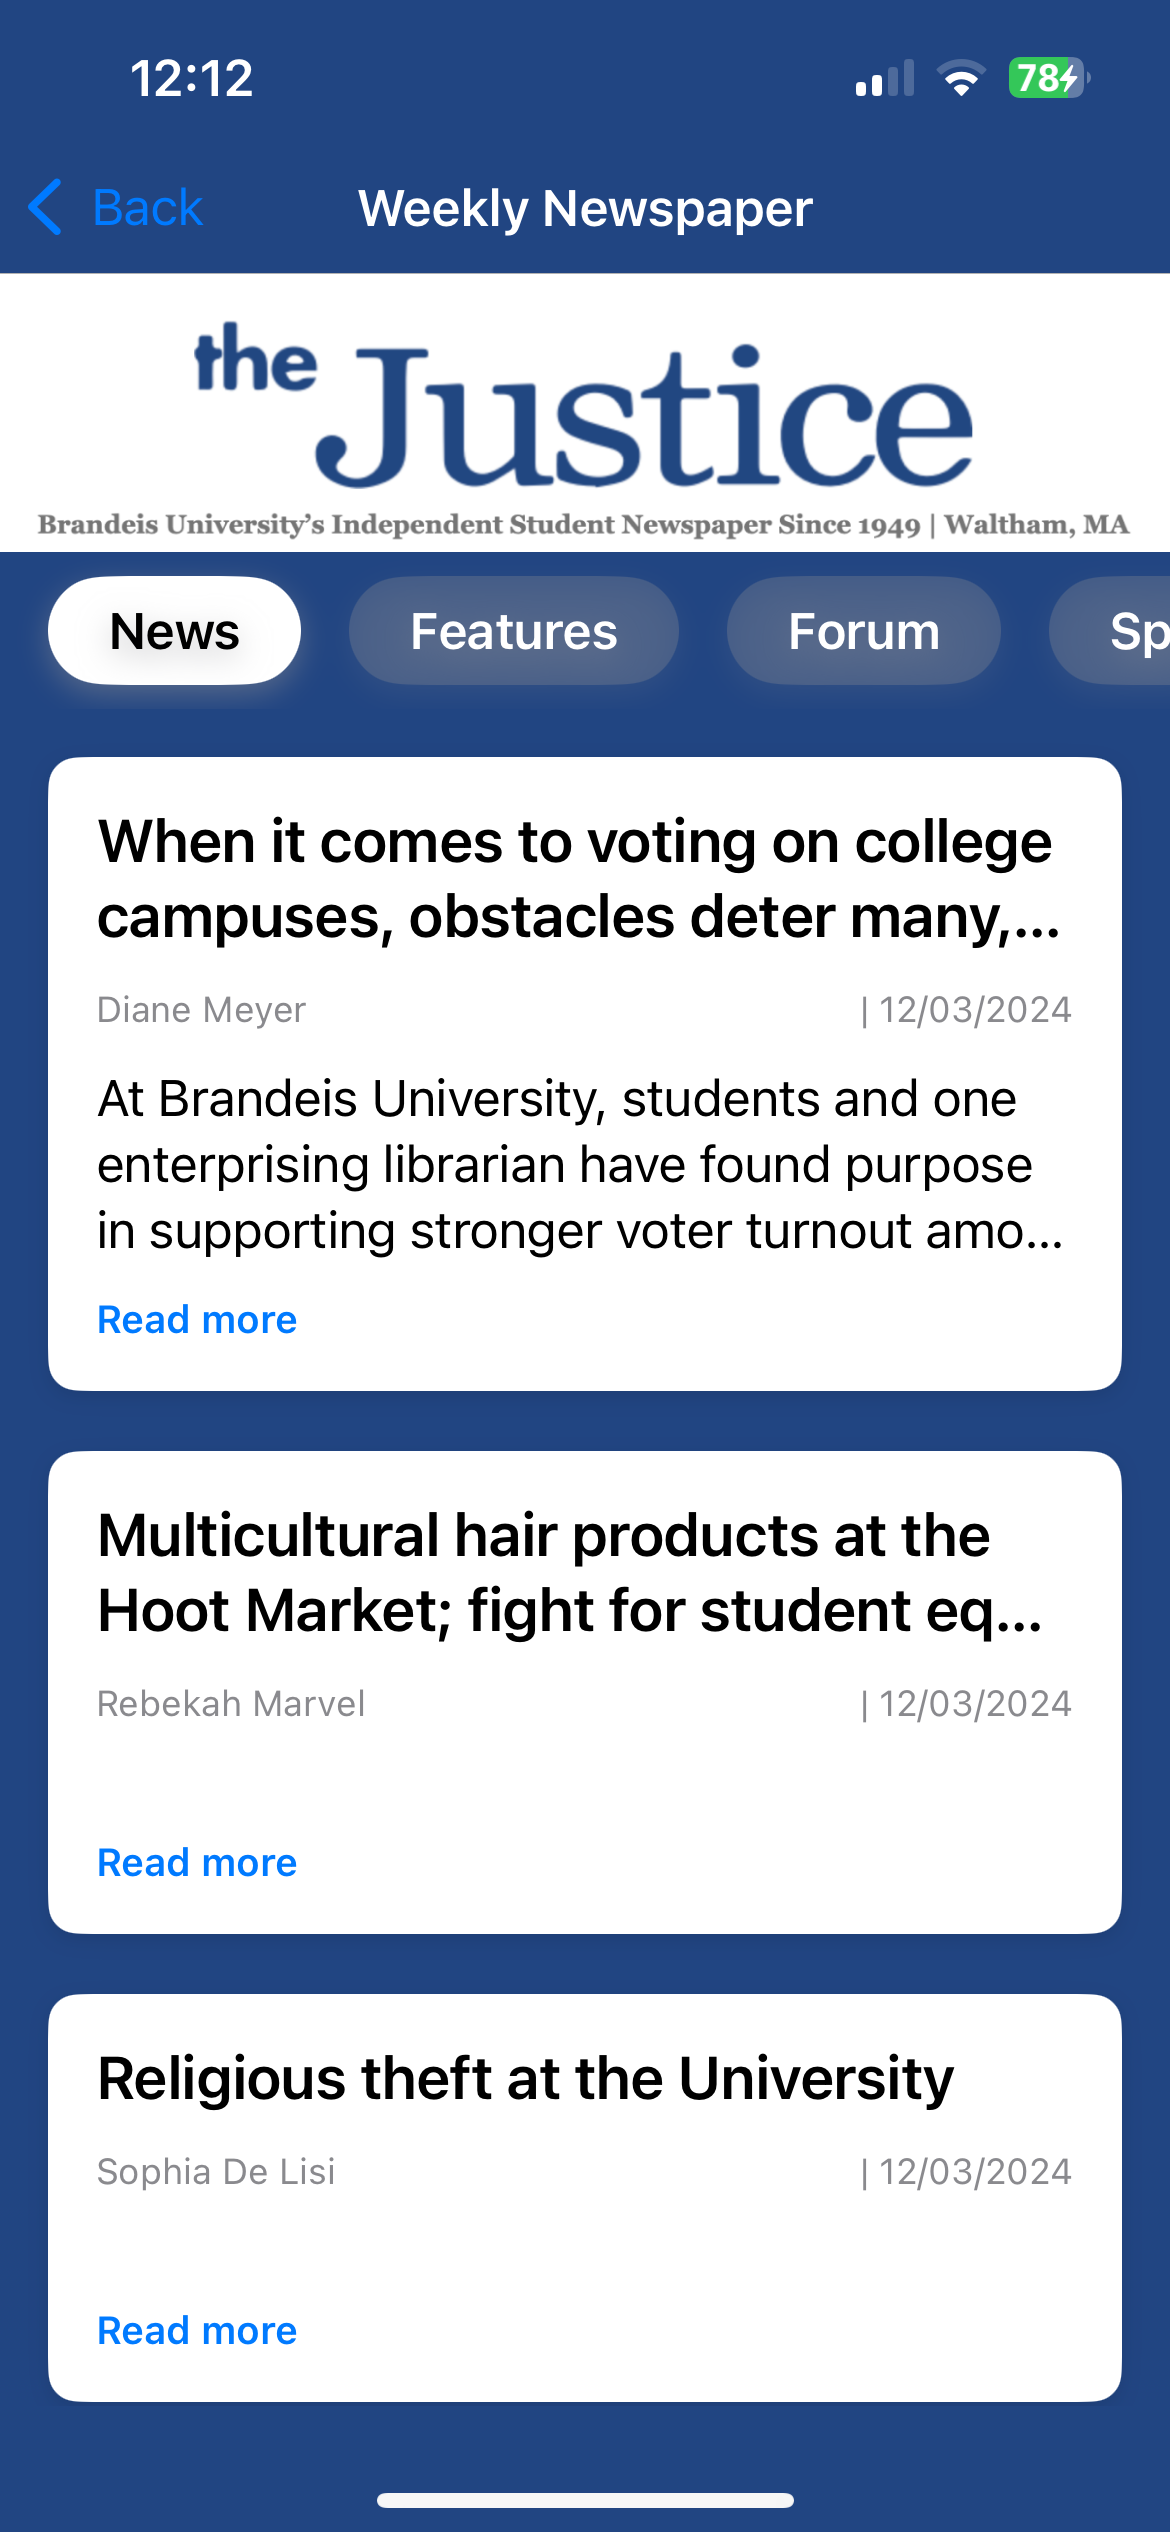 12:12
78
Back
Weekly Newspaper
the Justice
Brandeis University's Independent Student Newspaper Since 1949 | Waltham, MA
News
Features
Forum
Sp
When it comes to voting on college
campuses, obstacles deter many,...
Diane Meyer
| 12/03/2024
At Brandeis University, students and one
enterprising librarian have found purpose
in supporting stronger voter turnout amo...
Read more
Multicultural hair products at the
Hoot Market; fight for student eq...
Rebekah Marvel
| 12/03/2024
Read more
Religious theft at the University
Sophia De Lisi
| 12/03/2024
Read more